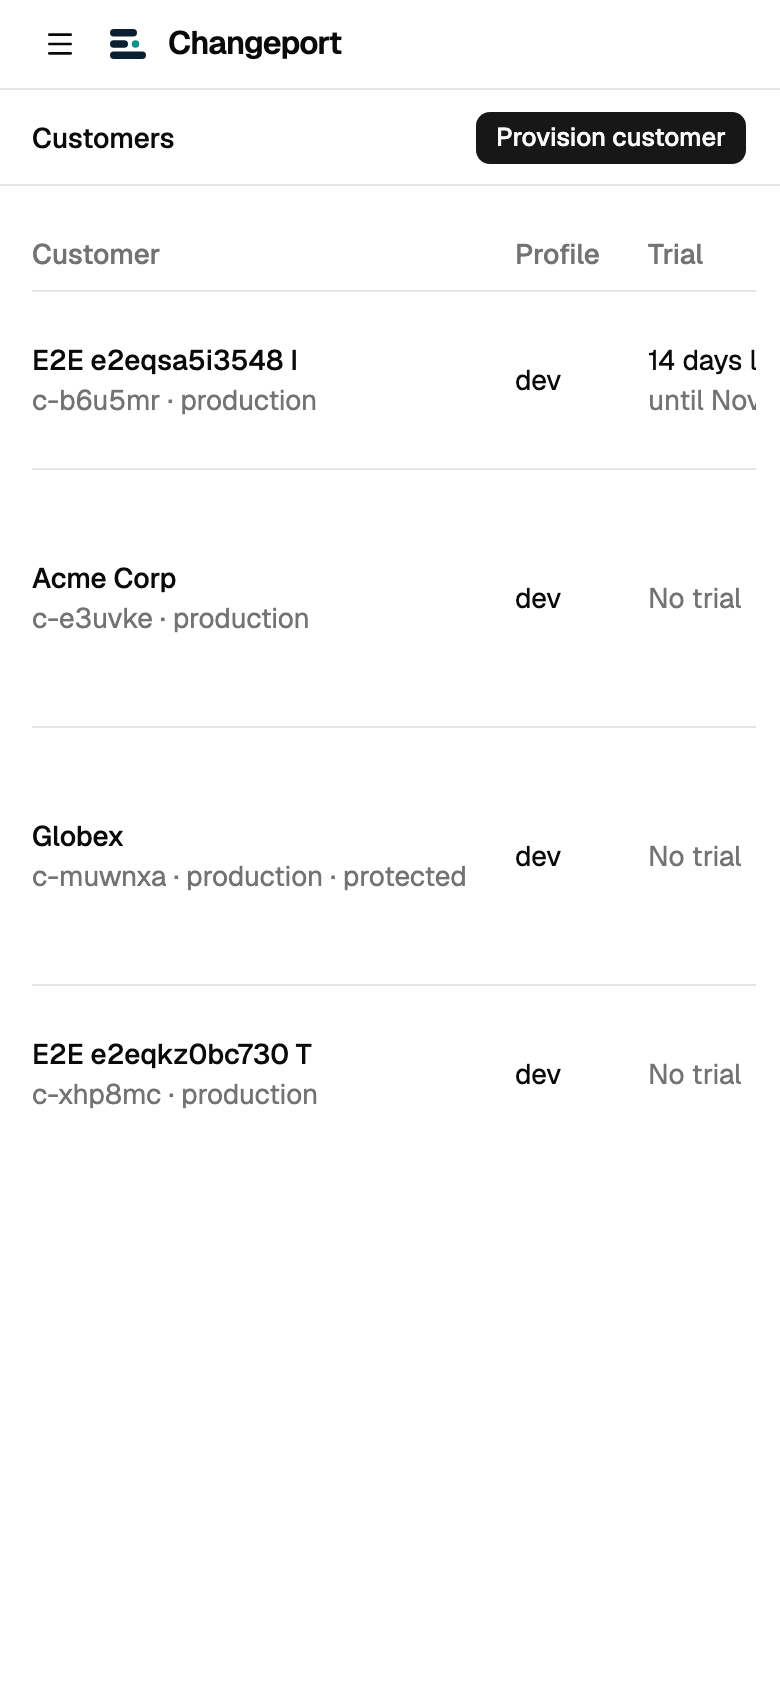 Changeport
Customers
Provision customer
Customer Profile Trial
E2E e2eqsa5i3548 I
c-b6u5mr · production
dev
14 days l
until Nov
Acme Corp
c-e3uvke · production
dev
No trial
Globex
c-muwnxa · production · protected
dev
No trial
E2E e2eqkz0bc730 T
c-xhp8mc · production
dev
No trial